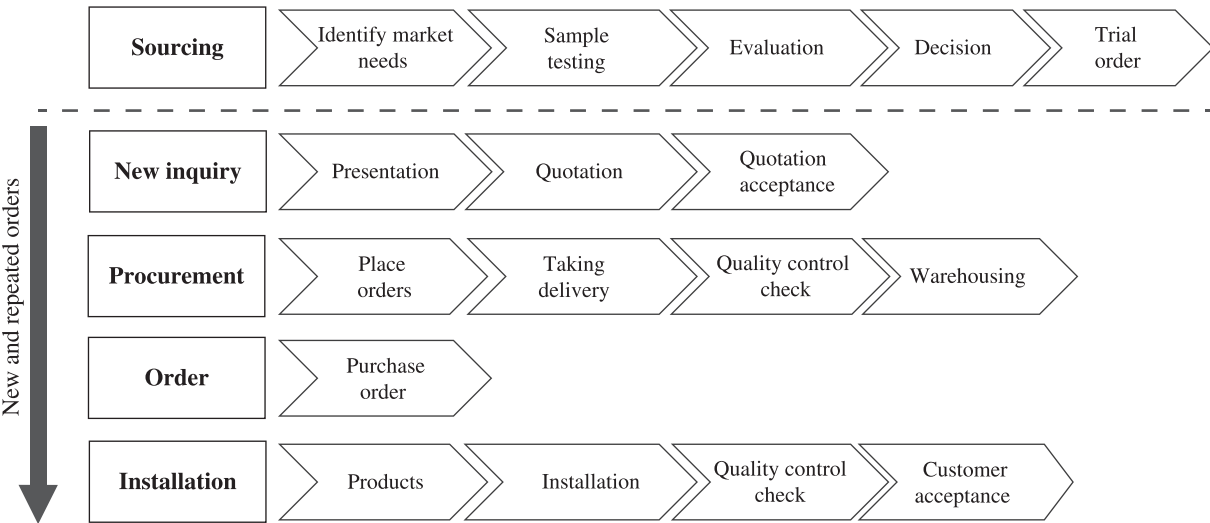 Sourcing
Identify market
needs
Sample
testing
Evaluation
Decision
Trial
order
New and repeated orders
New inquiry
Presentation
Quotation
Quotation
acceptance
Procurement
Place
orders
Taking
delivery
Quality control
check
Warehousing
Order
Purchase
order
Installation
Products
Installation
Quality control
check
Customer
acceptance